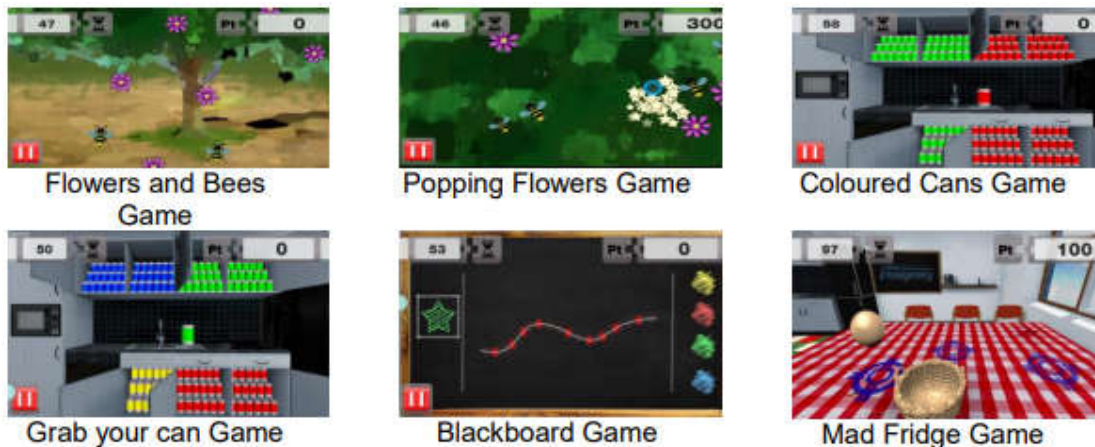 47 Pt 0
46 Pt 300
58 Pt 0
Flowers and Bees
Game
Popping Flowers Game
Coloured Cans Game
50 Pt 0
53 Pt 0
97 Pt 100
Grab your can Game
Blackboard Game
Mad Fridge Game